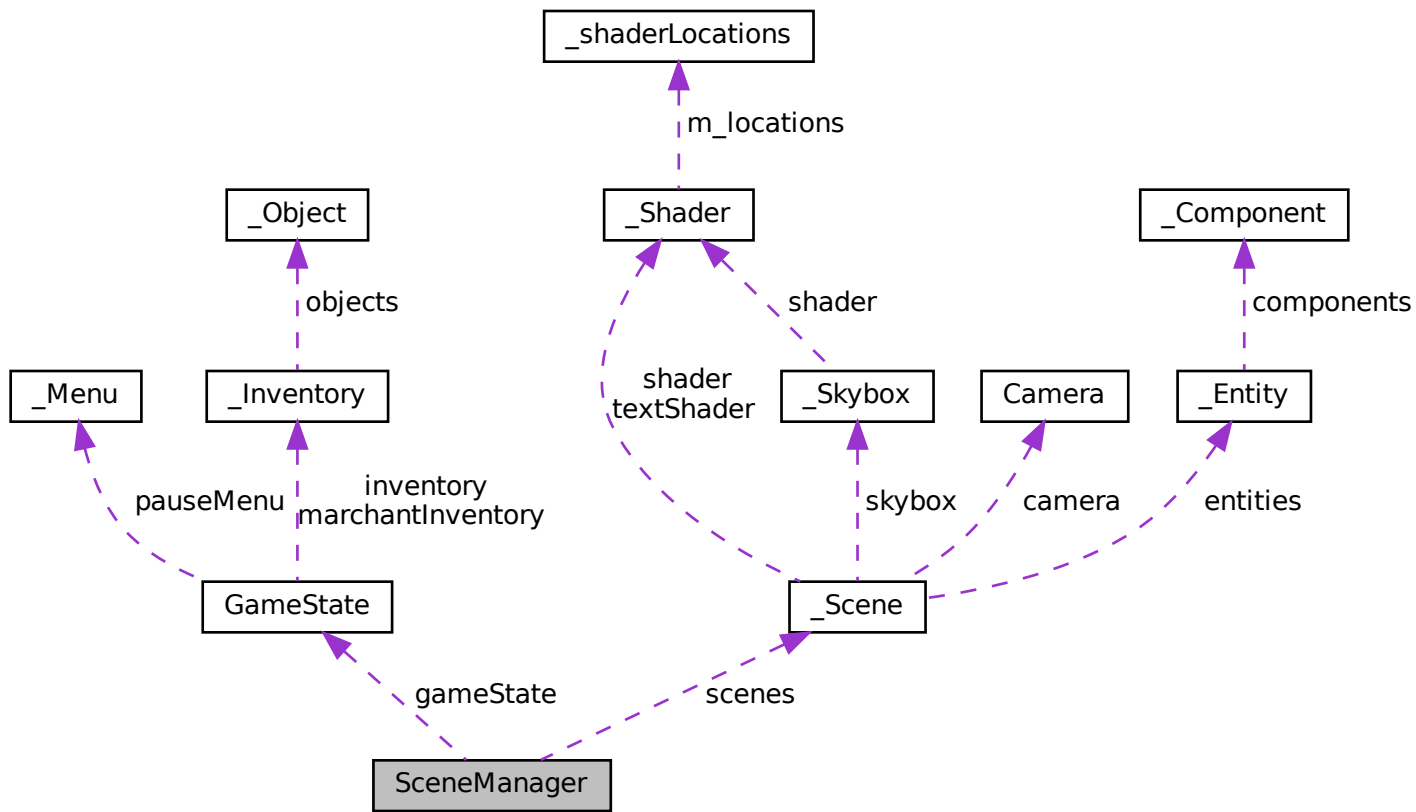 _shaderLocations
m_locations
_Object
_Shader
_Component
objects
shader
components
shader
textShader
_Menu
_Inventory
_Skybox
Camera
_Entity
pauseMenu
inventory
marchantInventory
skybox
camera
entities
GameState
_Scene
gameState
scenes
SceneManager